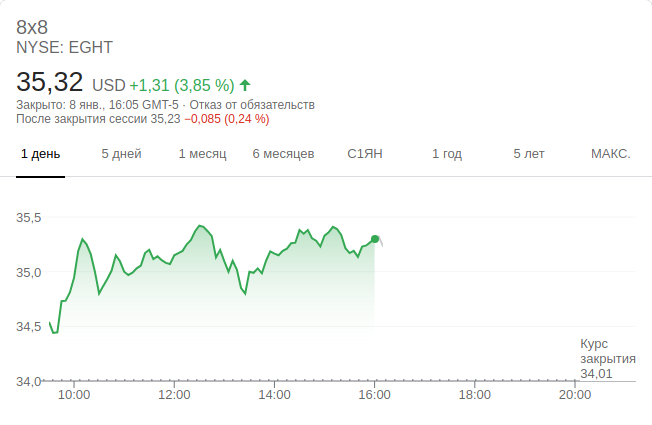 8x8
NYSE: EGHT
35,32 USD +1,31 (3,85 %)
Закрыто: 8 янв., 16:05 GMT-5 · Отказ от обязательств
После закрытия сессии 35,23 −0,085 (0,24 %)
1 день 5 дней 1 месяц 6 месяцев С1ЯН 1 год 5 лет МАКС.
35,5
35,0
34,5
Курс
закрытия
34,01
34,0
10:00 12:00 14:00 16:00 18:00 20:00